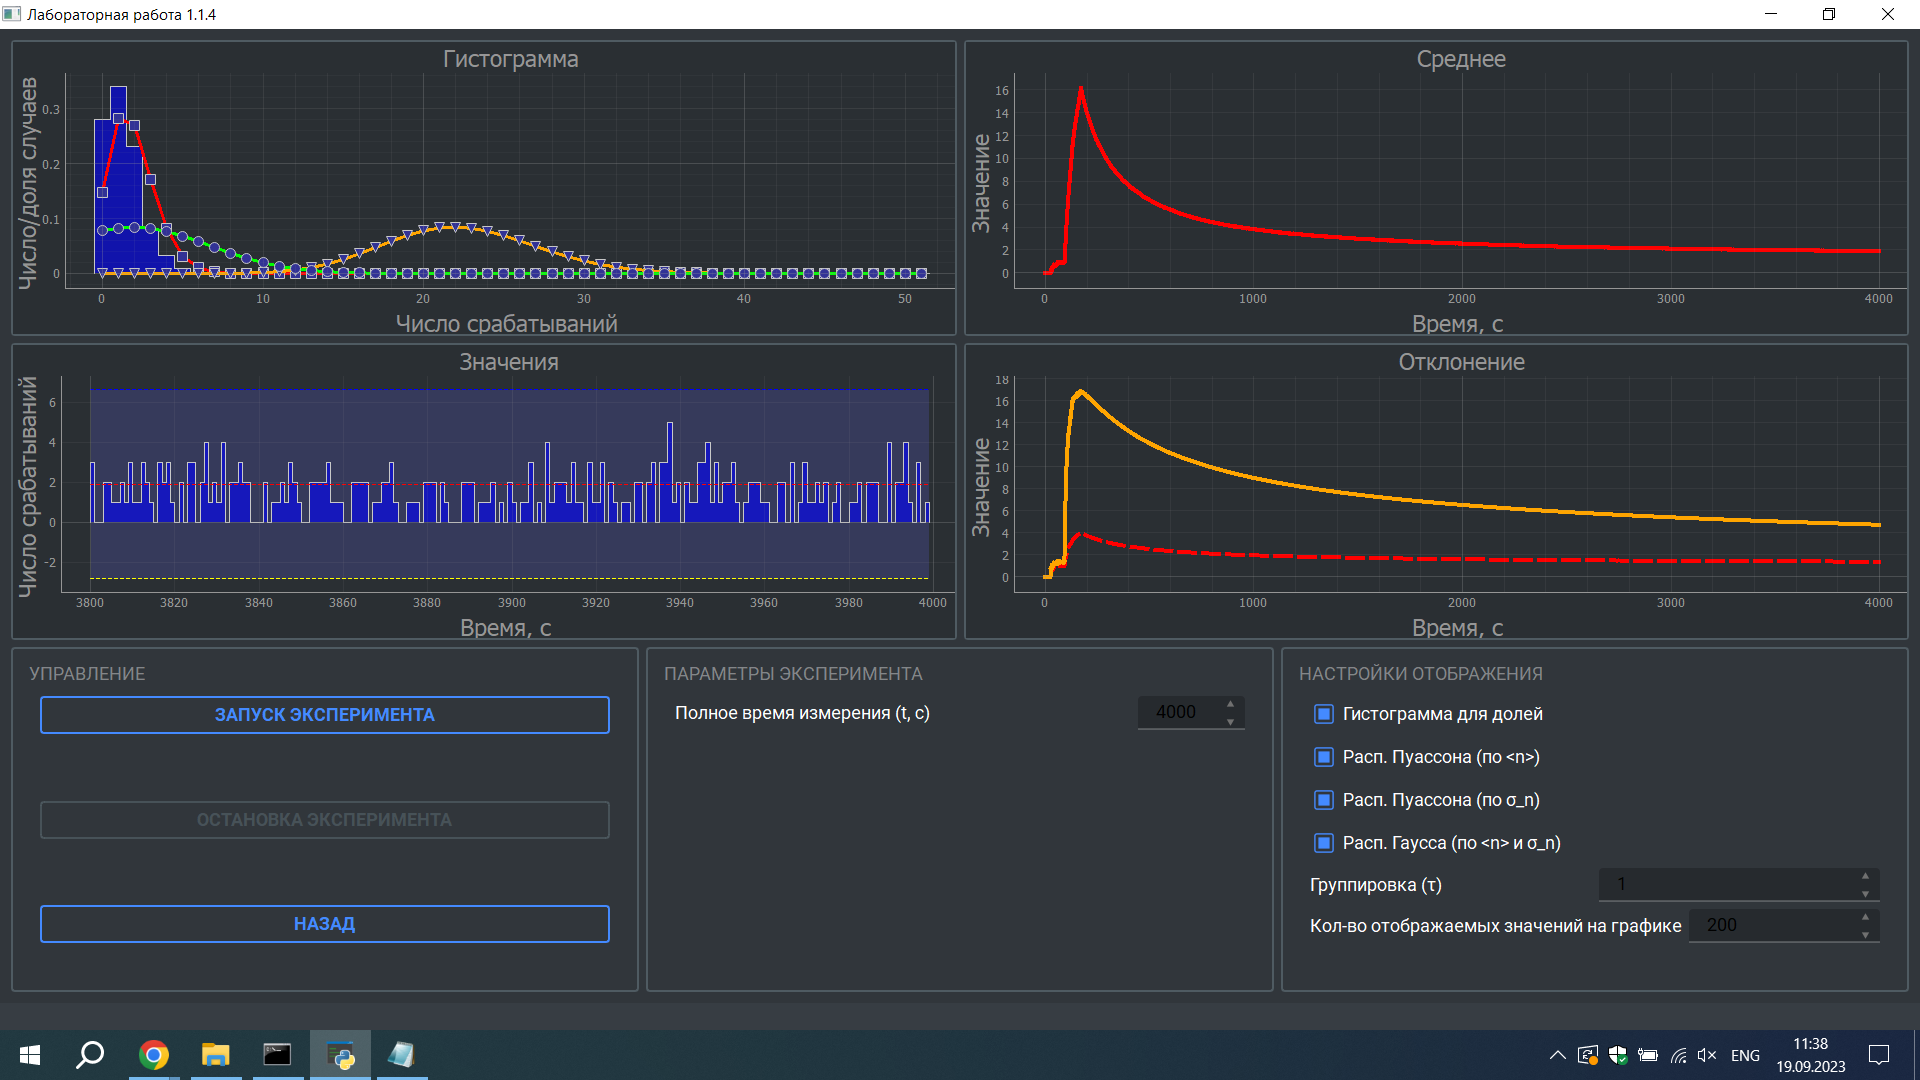 Лабораторная работа 1.1.4
Гистограмма
Число/доля случаев
0.3
0.2
0.1
0
0 10 20 30 40 50
Число срабатываний
Среднее
Значение
16
14
12
10
8
6
4
2
0
0 1000 2000 3000 4000
Время, с
Значения
Число срабатываний
6
4
2
0
-2
3800 3820 3840 3860 3880 3900 3920 3940 3960 3980 4000
Время, с
Отклонение
Значение
18
16
14
12
10
8
6
4
2
0
0 1000 2000 3000 4000
Время, с
УПРАВЛЕНИЕ
ЗАПУСК ЭКСПЕРИМЕНТА
ОСТАНОВКА ЭКСПЕРИМЕНТА
НАЗАД
ПАРАМЕТРЫ ЭКСПЕРИМЕНТА
Полное время измерения (t, с) 4000
НАСТРОЙКИ ОТОБРАЖЕНИЯ
Гистограмма для долей
Расп. Пуассона (по <n>)
Расп. Пуассона (по σ_n)
Расп. Гаусса (по <n> и σ_n)
Группировка (τ) 1
Кол-во отображаемых значений на графике 200
ENG
11:38
19.09.2023